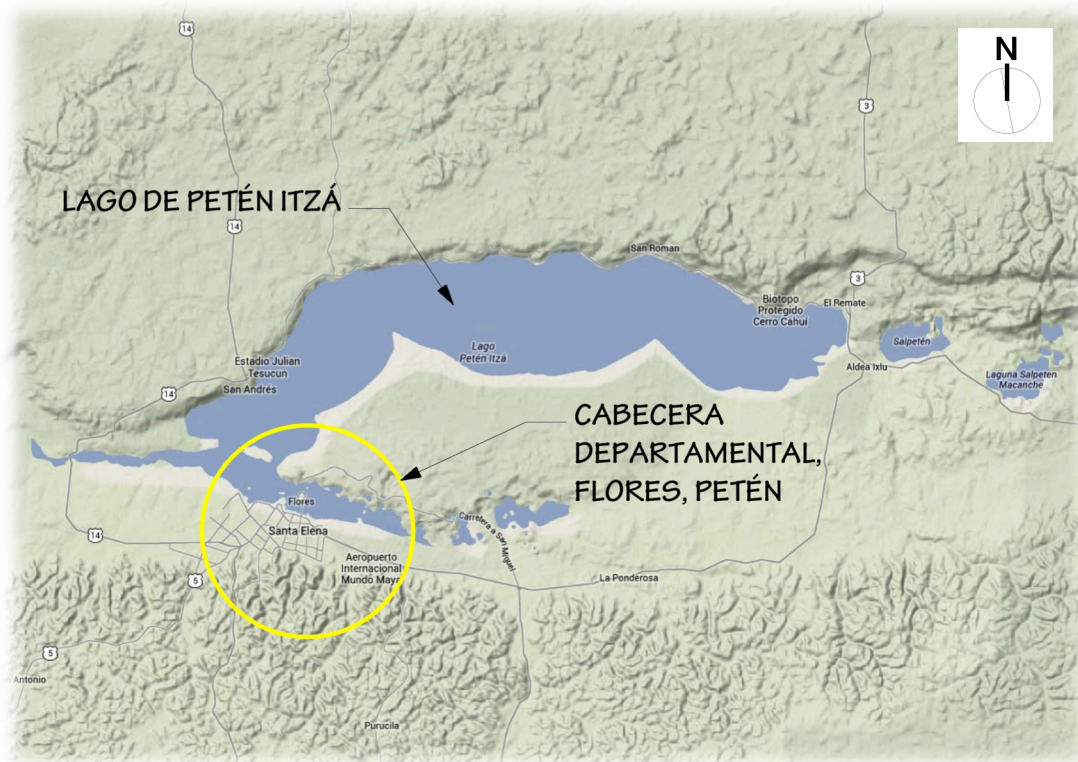 14
N
3
LAGO DE PETÉN ITZÁ
14
San Roman
3
Biotopo
Protegido
Cerro Cahuí
El Remate
Salpetén
Lago
Petén Itzá
Estadio Julian
Tesucun
San Andrés
Aldea Ixlu
Laguna Salpeten
Macanche
14
CABECERA
DEPARTAMENTAL,
FLORES, PETÉN
Flores
Santa Elena
Carretera a San Miguel
14
Aeropuerto
Internacional
Mundo Maya
5
La Ponderosa
5
Antonio
Purucila